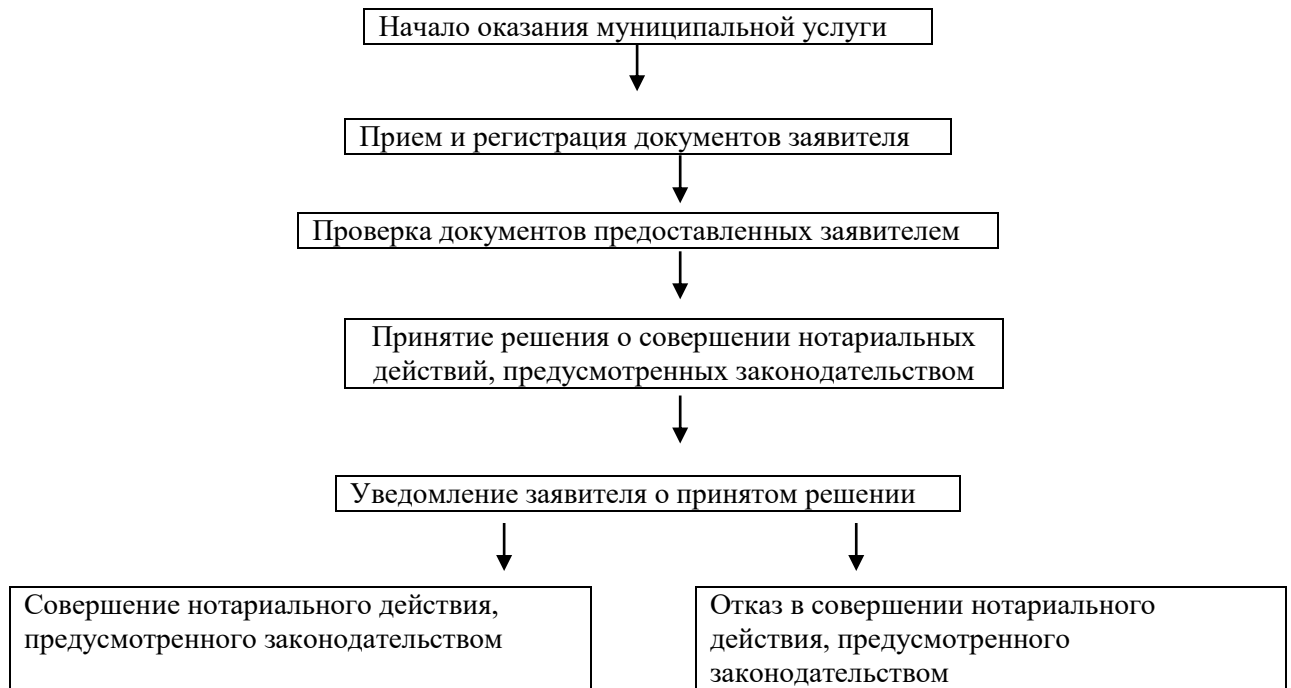 Начало оказания муниципальной услуги
Прием и регистрация документов заявителя
Проверка документов предоставленных заявителем
Принятие решения о совершении нотариальных
действий, предусмотренных законодательством
Уведомление заявителя о принятом решении
Совершение нотариального действия,
предусмотренного законодательством
Отказ в совершении нотариального
действия, предусмотренного
законодательством